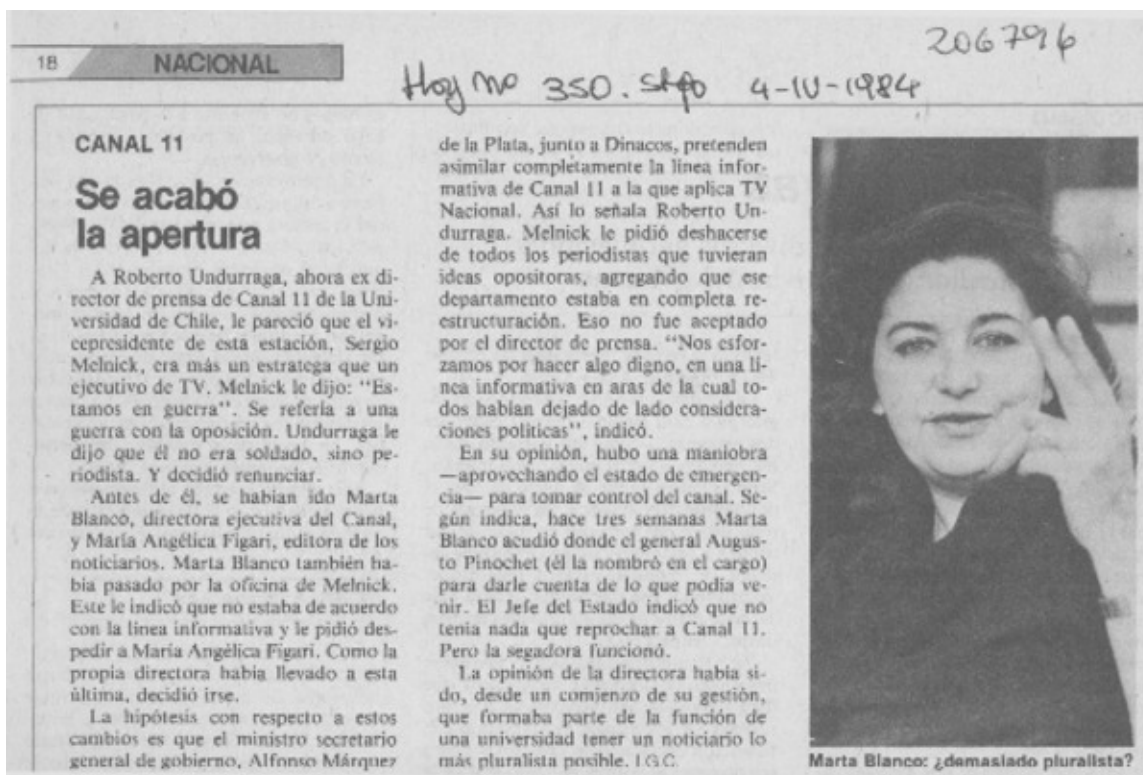 206796
18 NACIONAL
Hoy no 350. stgo 4-IV-1984
CANAL 11
Se acabó
la apertura
A Roberto Undurraga, ahora ex di-
rector de prensa de Canal 11 de la Uni-
versidad de Chile, le pareció que el vi-
cepresidente de esta estación, Sergio
Melnick, era más un estratega que un
ejecutivo de TV. Melnick le dijo: "Es-
tamos en guerra". Se refería a una
guerra con la oposición. Undurraga le
dijo que él no era soldado, sino pe-
riodista. Y decidió renunciar.
Antes de él, se habían ido Marta
Blanco, directora ejecutiva del Canal,
y María Angélica Figari, editora de los
noticiarios. Marta Blanco también ha-
bía pasado por la oficina de Melnick.
Este le indicó que no estaba de acuerdo
con la línea informativa y le pidió des-
pedir a María Angélica Figari. Como la
propia directora había llevado a esta
última, decidió irse.
La hipótesis con respecto a estos
cambios es que el ministro secretario
general de gobierno, Alfonso Márquez
de la Plata, junto a Dinacos, pretenden
asimilar completamente la línea infor-
mativa de Canal 11 a la que aplica TV
Nacional. Así lo señala Roberto Un-
durraga. Melnick le pidió deshacerse
de todos los periodistas que tuvieran
ideas opositoras, agregando que ese
departamento estaba en completa re-
estructuración. Eso no fue aceptado
por el director de prensa. "Nos esfor-
zamos por hacer algo digno, en una lí-
nea informativa en aras de la cual to-
dos habían dejado de lado considera-
ciones políticas", indicó.
En su opinión, hubo una maniobra
—aprovechando el estado de emergen-
cia— para tomar control del canal. Se-
gún indica, hace tres semanas Marta
Blanco acudió donde el general Augus-
to Pinochet (él la nombró en el cargo)
para darle cuenta de lo que podía ve-
nir. El Jefe del Estado indicó que no
tenía nada que reprochar a Canal 11.
Pero la segadora funcionó.
La opinión de la directora había si-
do, desde un comienzo de su gestión,
que formaba parte de la función de
una universidad tener un noticiario lo
más pluralista posible. I.G.C.
Marta Blanco: ¿demasiado pluralista?